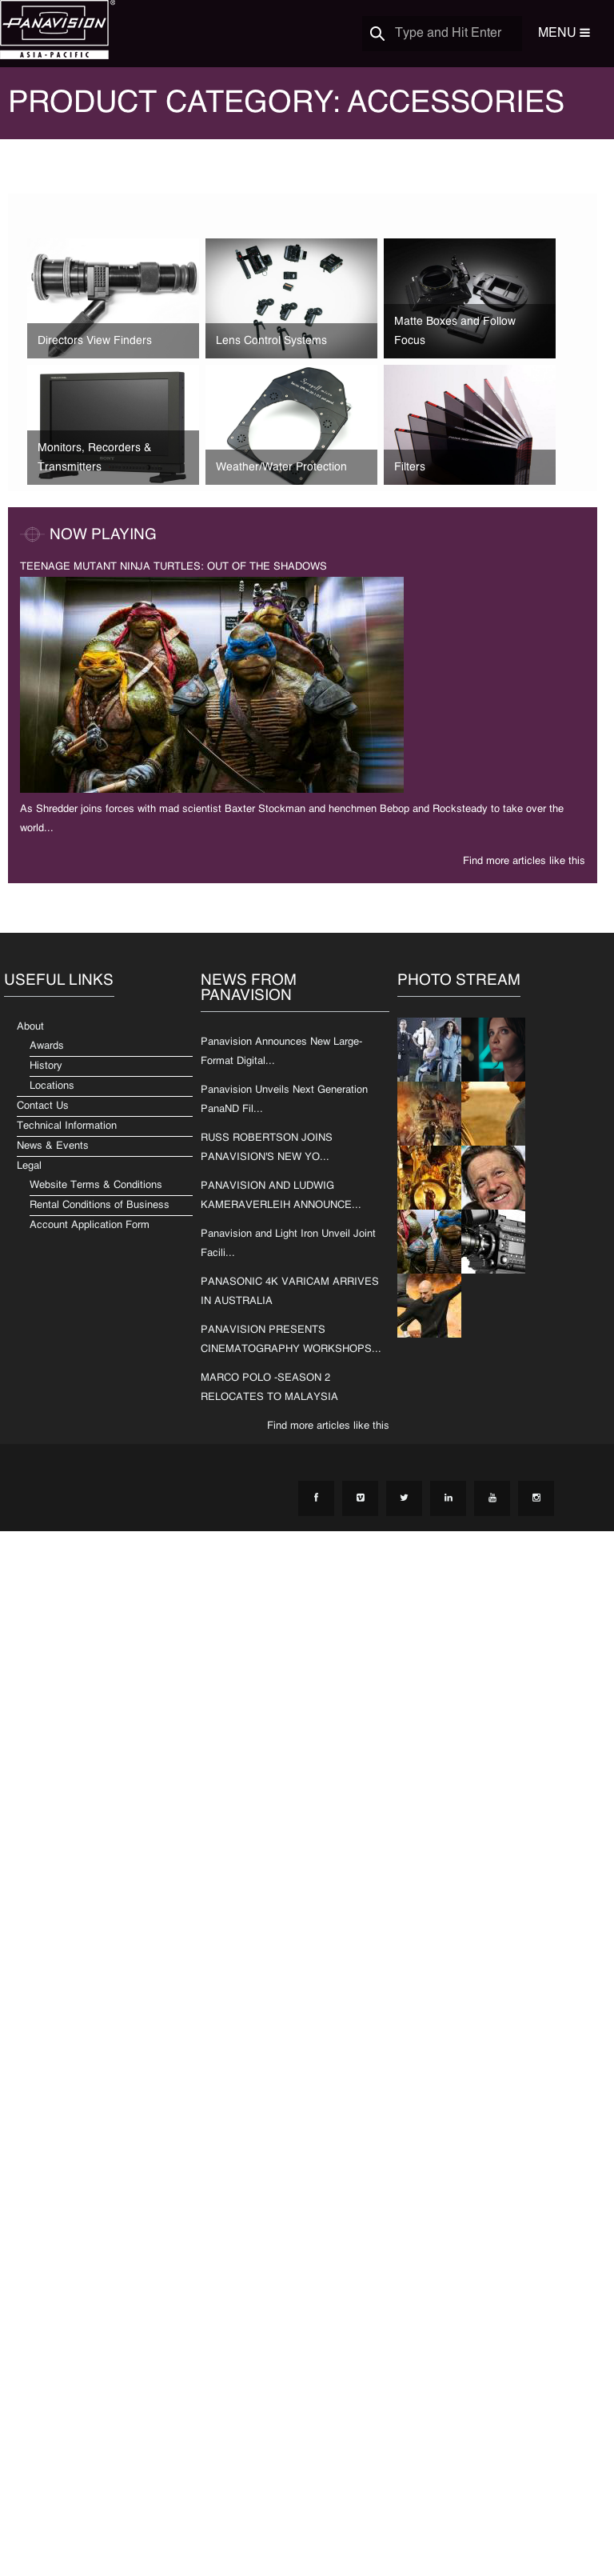 PANAVISION
®
ASIA-PACIFIC
Type and Hit Enter
MENU
PRODUCT CATEGORY: ACCESSORIES
Directors View Finders
Lens Control Systems
Matte Boxes and Follow
Focus
Monitors, Recorders &
Transmitters
Weather/Water Protection
Filters
NOW PLAYING
TEENAGE MUTANT NINJA TURTLES: OUT OF THE SHADOWS
As Shredder joins forces with mad scientist Baxter Stockman and henchmen Bebop and Rocksteady to take over the
world...
Find more articles like this
USEFUL LINKS
About
Awards
History
Locations
Contact Us
Technical Information
News & Events
Legal
Website Terms & Conditions
Rental Conditions of Business
Account Application Form
NEWS FROM
PANAVISION
Panavision Announces New Large-
Format Digital...
Panavision Unveils Next Generation
PanaND Fil...
RUSS ROBERTSON JOINS
PANAVISION'S NEW YO...
PANAVISION AND LUDWIG
KAMERAVERLEIH ANNOUNCE...
Panavision and Light Iron Unveil Joint
Facili...
PANASONIC 4K VARICAM ARRIVES
IN AUSTRALIA
PANAVISION PRESENTS
CINEMATOGRAPHY WORKSHOPS...
MARCO POLO -SEASON 2
RELOCATES TO MALAYSIA
Find more articles like this
PHOTO STREAM